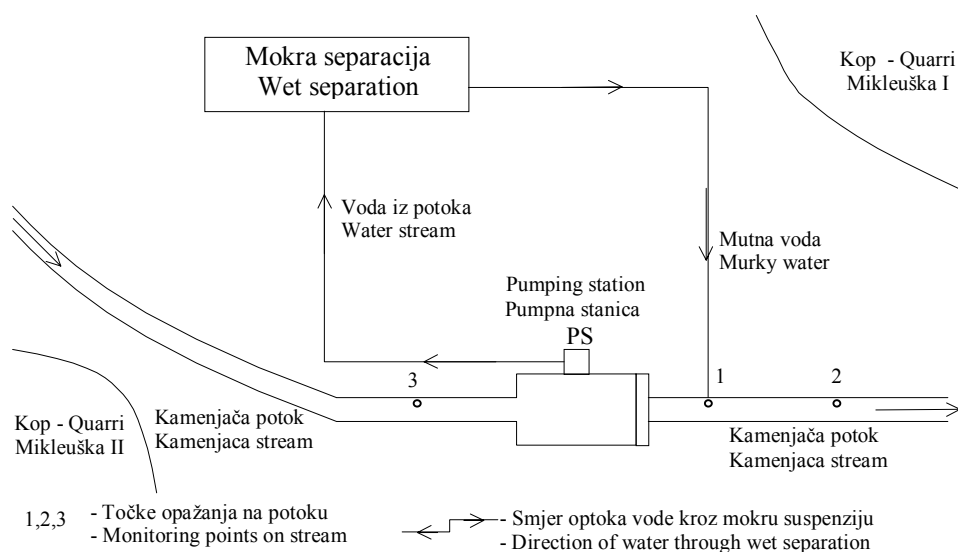 Mokra separacija
Wet separation
Kop - Quarri
Mikleuška I
Voda iz potoka
Water stream
Mutna voda
Murky water
Pumping station
Pumpna stanica
PS
3
1
2
Kop - Quarri
Mikleuška II
Kamenjača potok
Kamenjaca stream
Kamenjača potok
Kamenjaca stream
1,2,3 - Točke opažanja na potoku
- Monitoring points on stream
- Smjer optoka vode kroz mokru suspenziju
- Direction of water through wet separation